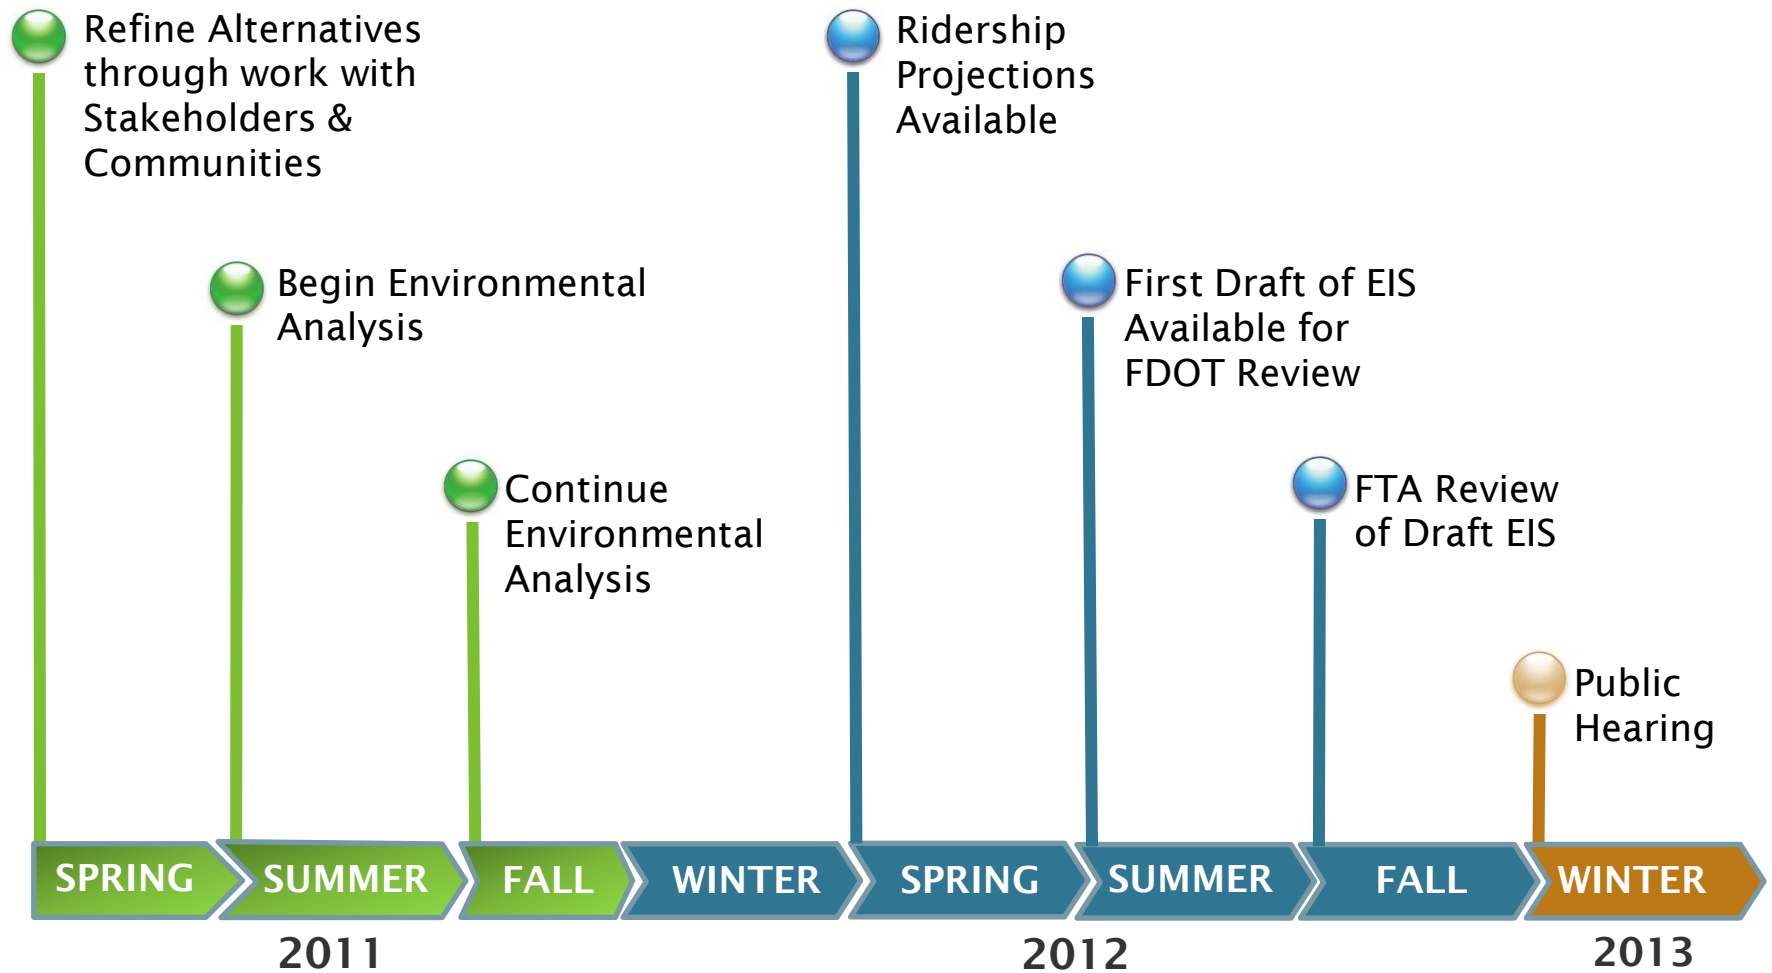 Refine Alternatives
through work with
Stakeholders &
Communities
Ridership
Projections
Available
Begin Environmental
Analysis
First Draft of EIS
Available for
FDOT Review
Continue
Environmental
Analysis
FTA Review
of Draft EIS
Public
Hearing
SPRING
SUMMER
FALL
WINTER
SPRING
SUMMER
FALL
WINTER
2011
2012
2013